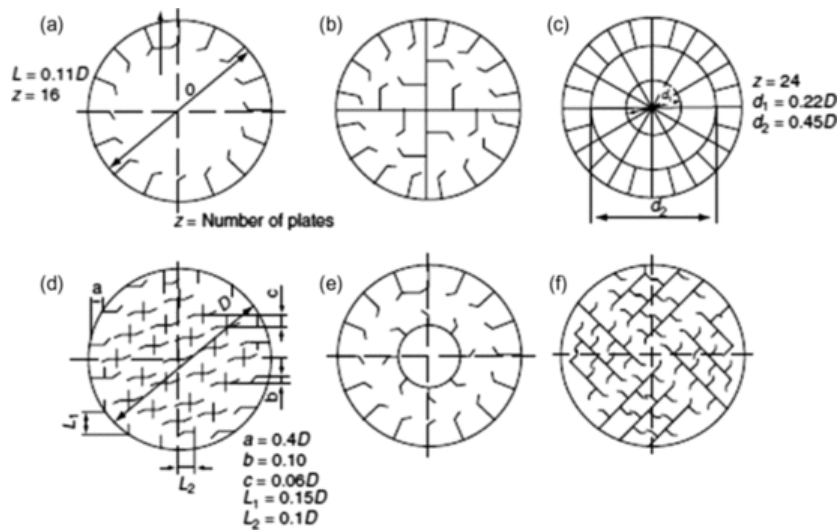 (a)
L = 0.11D
z = 16
0
z = Number of plates
(b)
(c)
z = 24
d1 = 0.22D
d2 = 0.45D
d2
(d)
a
c
D
b
L1
L2
a = 0.4D
b = 0.10
c = 0.06D
L1 = 0.15D
L2 = 0.1D
(e)
(f)